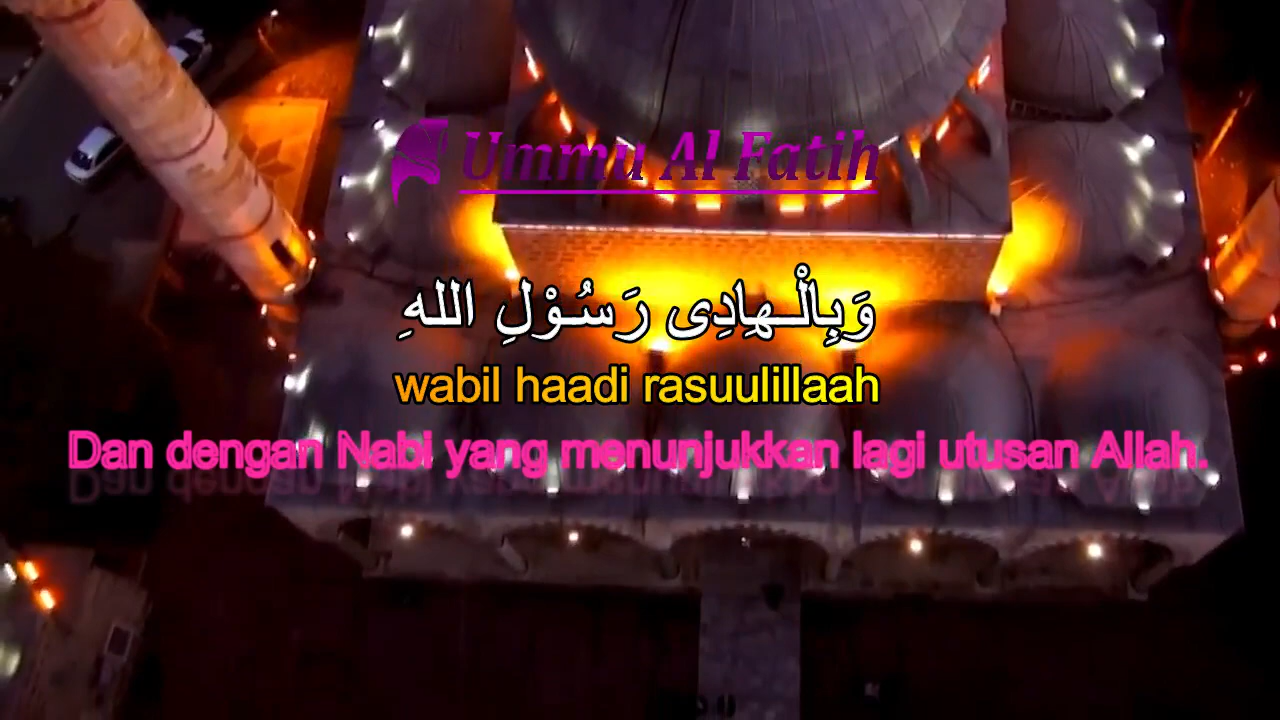 Ummu Al Fatih
وَبِالْـهِادِى رَسُوْلِ اللهِ
wabil haadi rasuulillaah
Dan dengan Nabi yang menunjukkan lagi utusan Allah.